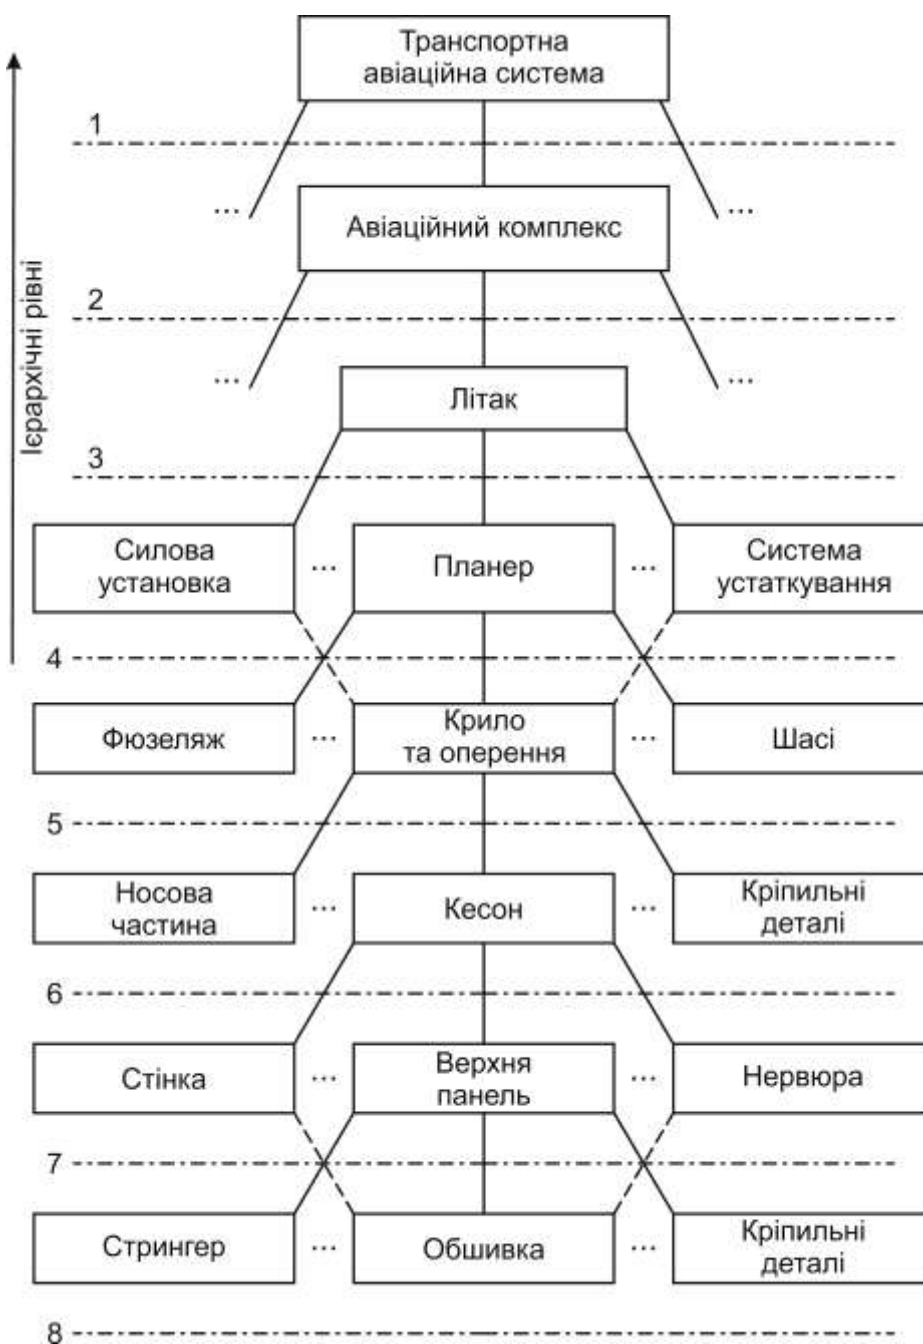 Транспортна
авіаційна система
1
...
...
Авіаційний комплекс
Ієрархічні рівні
2
...
...
Літак
3
Силова
установка
...
Планер
...
Система
устаткування
4
Фюзеляж
...
Крило
та оперення
...
Шасі
5
Носова
частина
...
Кесон
...
Кріпильні
деталі
6
Стінка
...
Верхня
панель
...
Нервюра
7
Стрингер
...
Обшивка
...
Кріпильні
деталі
8